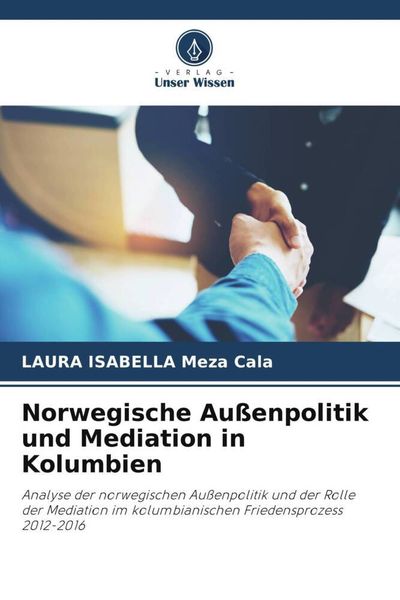 - VERLAG -
Unser Wissen
LAURA ISABELLA Meza Cala
Norwegische Außenpolitik
und Mediation in
Kolumbien
Analyse der norwegischen Außenpolitik und der Rolle
der Mediation im kolumbianischen Friedensprozess
2012-2016